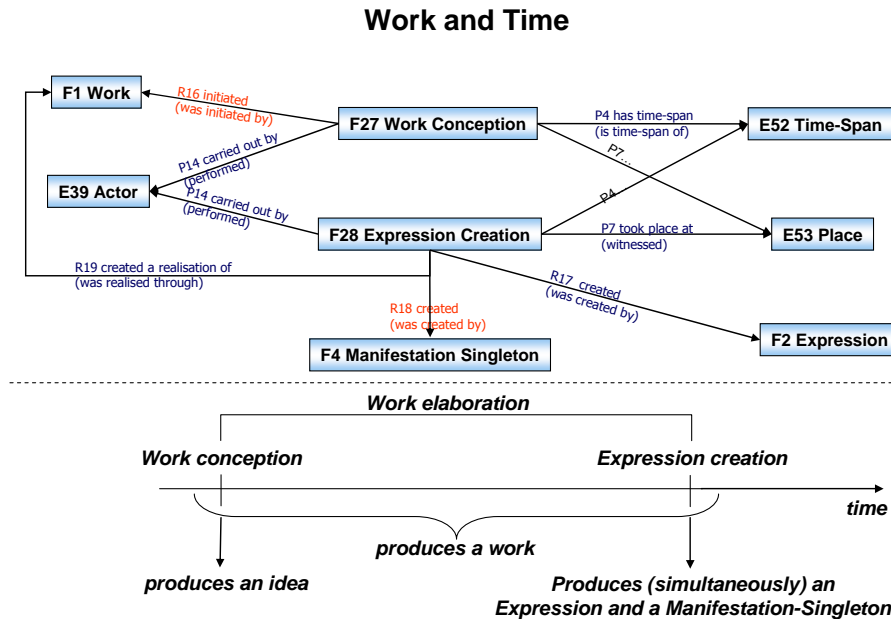 Work and Time
F1 Work
R16 initiated
(was initiated by)
F27 Work Conception
P4 has time-span
(is time-span of)
E52 Time-Span
P14 carried out by
(performed)
P7...
P4...
E39 Actor
P14 carried out by
(performed)
F28 Expression Creation
P7 took place at
(witnessed)
E53 Place
R19 created a realisation of
(was realised through)
R17 created
(was created by)
R18 created
(was created by)
F2 Expression
F4 Manifestation Singleton
Work elaboration
Work conception
Expression creation
time
produces a work
produces an idea
Produces (simultaneously) an
Expression and a Manifestation-Singleton